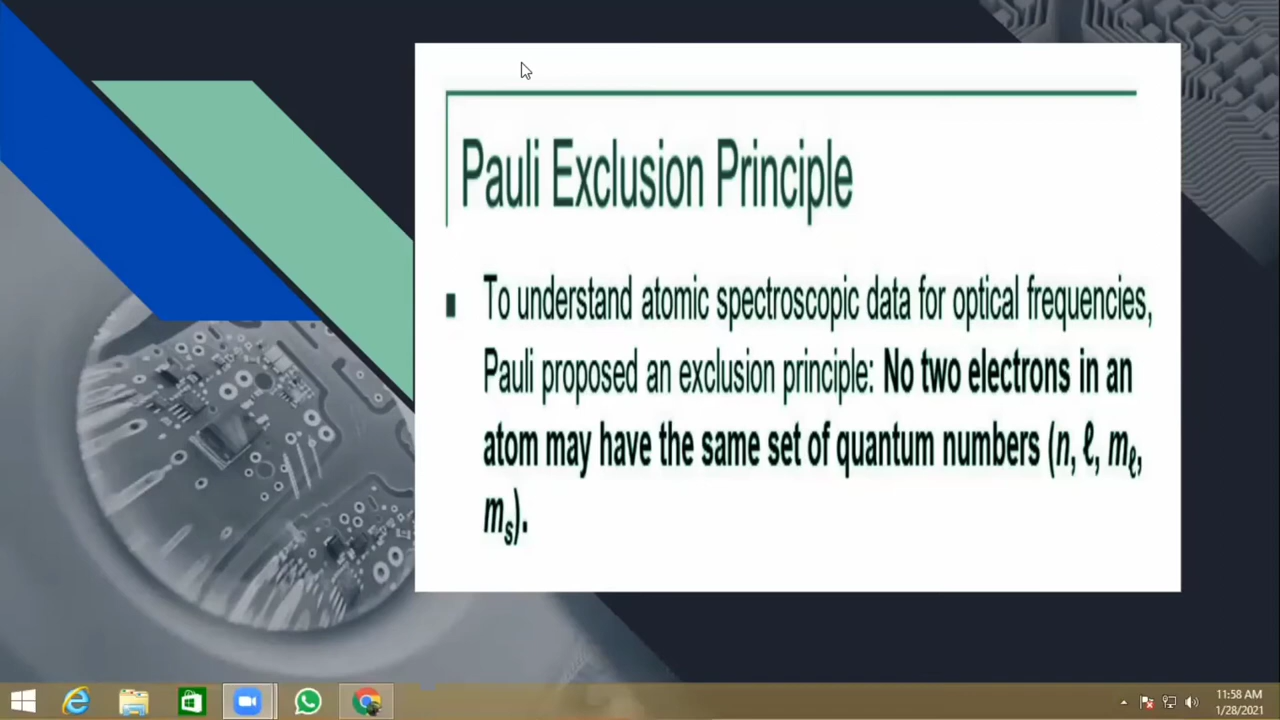 Pauli Exclusion Principle
To understand atomic spectroscopic data for optical frequencies,
Pauli proposed an exclusion principle: No two electrons in an
atom may have the same set of quantum numbers (n, ℓ, mℓ,
ms).
11:58 AM
1/28/2021